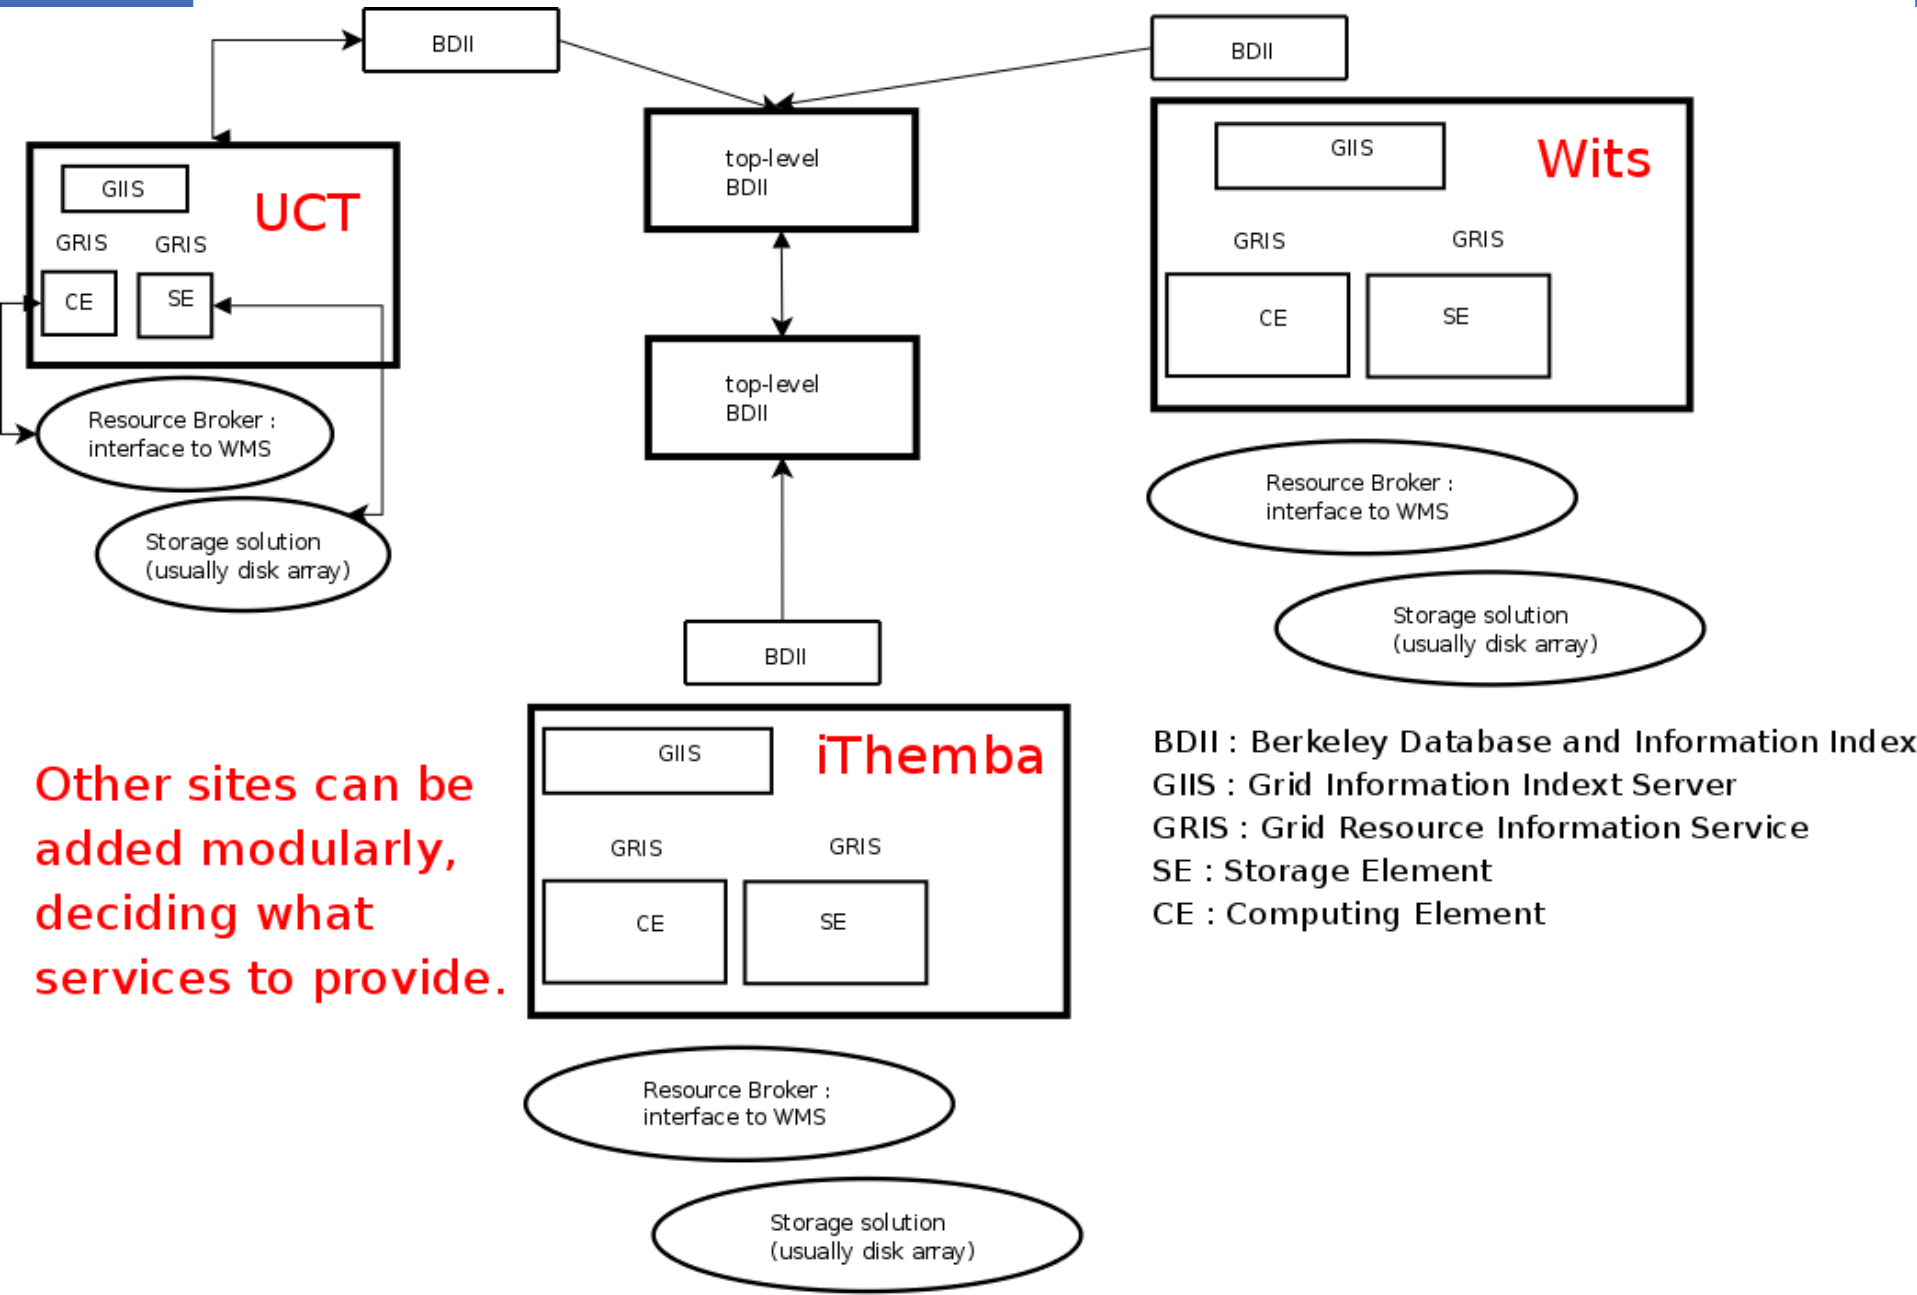 BDII
BDII
top-level
BDII
GIIS
UCT
GRIS
GRIS
CE
SE
Resource Broker :
interface to WMS
Storage solution
(usually disk array)
top-level
BDII
GIIS
Wits
GRIS
GRIS
CE
SE
Resource Broker :
interface to WMS
Storage solution
(usually disk array)
BDII
GIIS
iThemba
GRIS
GRIS
CE
SE
Resource Broker :
interface to WMS
Storage solution
(usually disk array)
Other sites can be
added modularly,
deciding what
services to provide.
BDII : Berkeley Database and Information Index
GIIS : Grid Information Indext Server
GRIS : Grid Resource Information Service
SE : Storage Element
CE : Computing Element